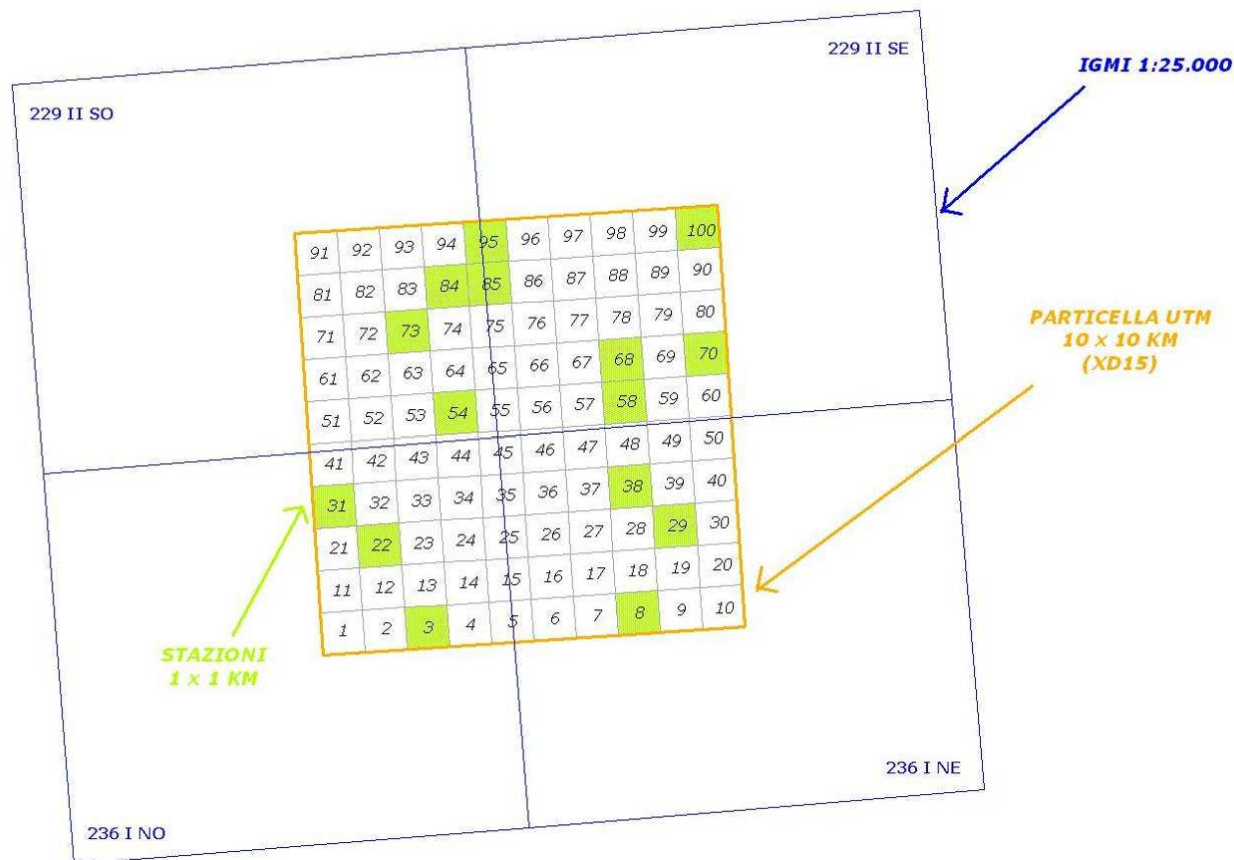 229 II SO
229 II SE
IGMI 1:25.000
PARTICELLA UTM
10 x 10 KM
(XD15)
91 92 93 94 95 96 97 98 99 100
81 82 83 84 85 86 87 88 89 90
71 72 73 74 75 76 77 78 79 80
61 62 63 64 65 66 67 68 69 70
51 52 53 54 55 56 57 58 59 60
41 42 43 44 45 46 47 48 49 50
31 32 33 34 35 36 37 38 39 40
21 22 23 24 25 26 27 28 29 30
11 12 13 14 15 16 17 18 19 20
1 2 3 4 5 6 7 8 9 10
STAZIONI
1 x 1 KM
236 I NO
236 I NE